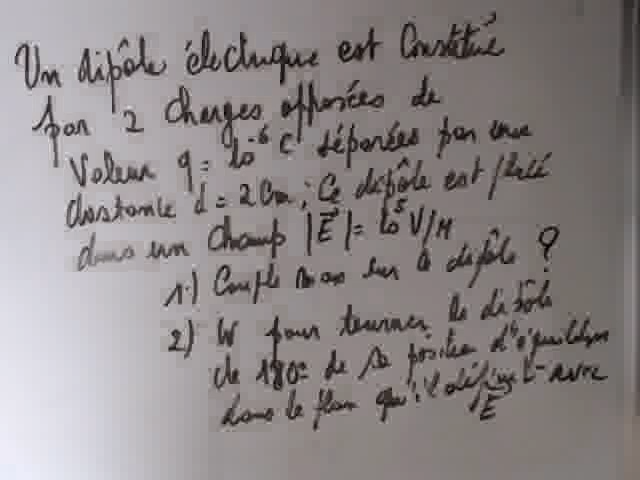 Un dipôle électrique est Constitué
par 2 charges opposées de
Valeur q = 10⁻⁶ C séparées par une
distance d = 2 Cm ; Ce dipôle est placé
dans un champ |E⃗| = 10⁵ V/M
1.) Couple max sur le dipôle ?
2) W pour tourner le dipôle
de 180° de sa position d'équilibre
dans le plan qu'il définit avec
E⃗